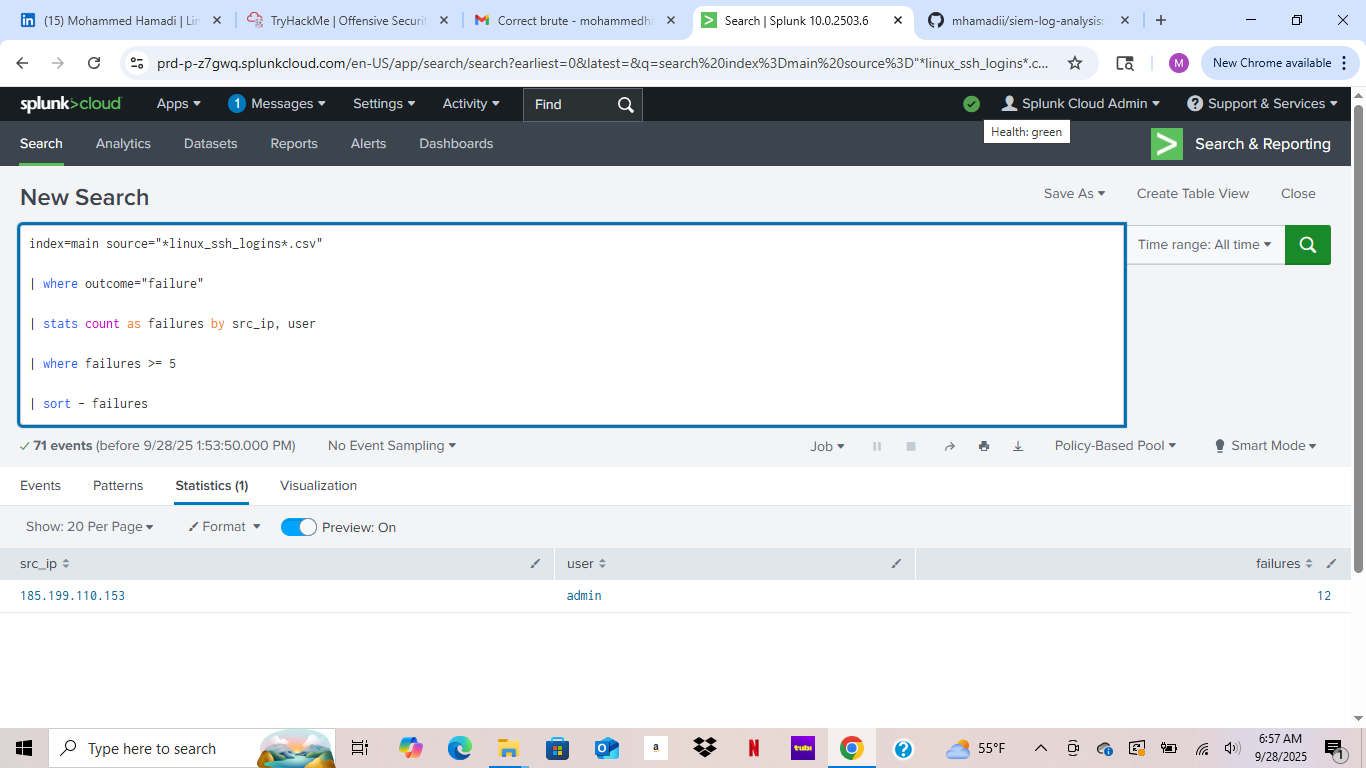 (15) Mohammed Hamadi | Lin
TryHackMe | Offensive Securit
Correct brute - mohammedha
Search | Splunk 10.0.2503.6
mhamadii/siem-log-analysis:
prd-p-z7gwq.splunkcloud.com/en-US/app/search/search?earliest=0&latest=&q=search%20index%3Dmain%20source%3D"*linux_ssh_logins*.c...
M
New Chrome available
splunk>cloud
Apps
1 Messages
Settings
Activity
Find
Splunk Cloud Admin
Support & Services
Health: green
Search
Analytics
Datasets
Reports
Alerts
Dashboards
Search & Reporting
New Search
Save As
Create Table View
Close
index=main source="*linux_ssh_logins*.csv"
| where outcome="failure"
| stats count as failures by src_ip, user
| where failures >= 5
| sort - failures
Time range: All time
71 events (before 9/28/25 1:53:50.000 PM)
No Event Sampling
Job
Policy-Based Pool
Smart Mode
Events
Patterns
Statistics (1)
Visualization
Show: 20 Per Page
Format
Preview: On
src_ip
user
failures
185.199.110.153
admin
12
Type here to search
a
N
tubi
55°F
6:57 AM
9/28/2025
1